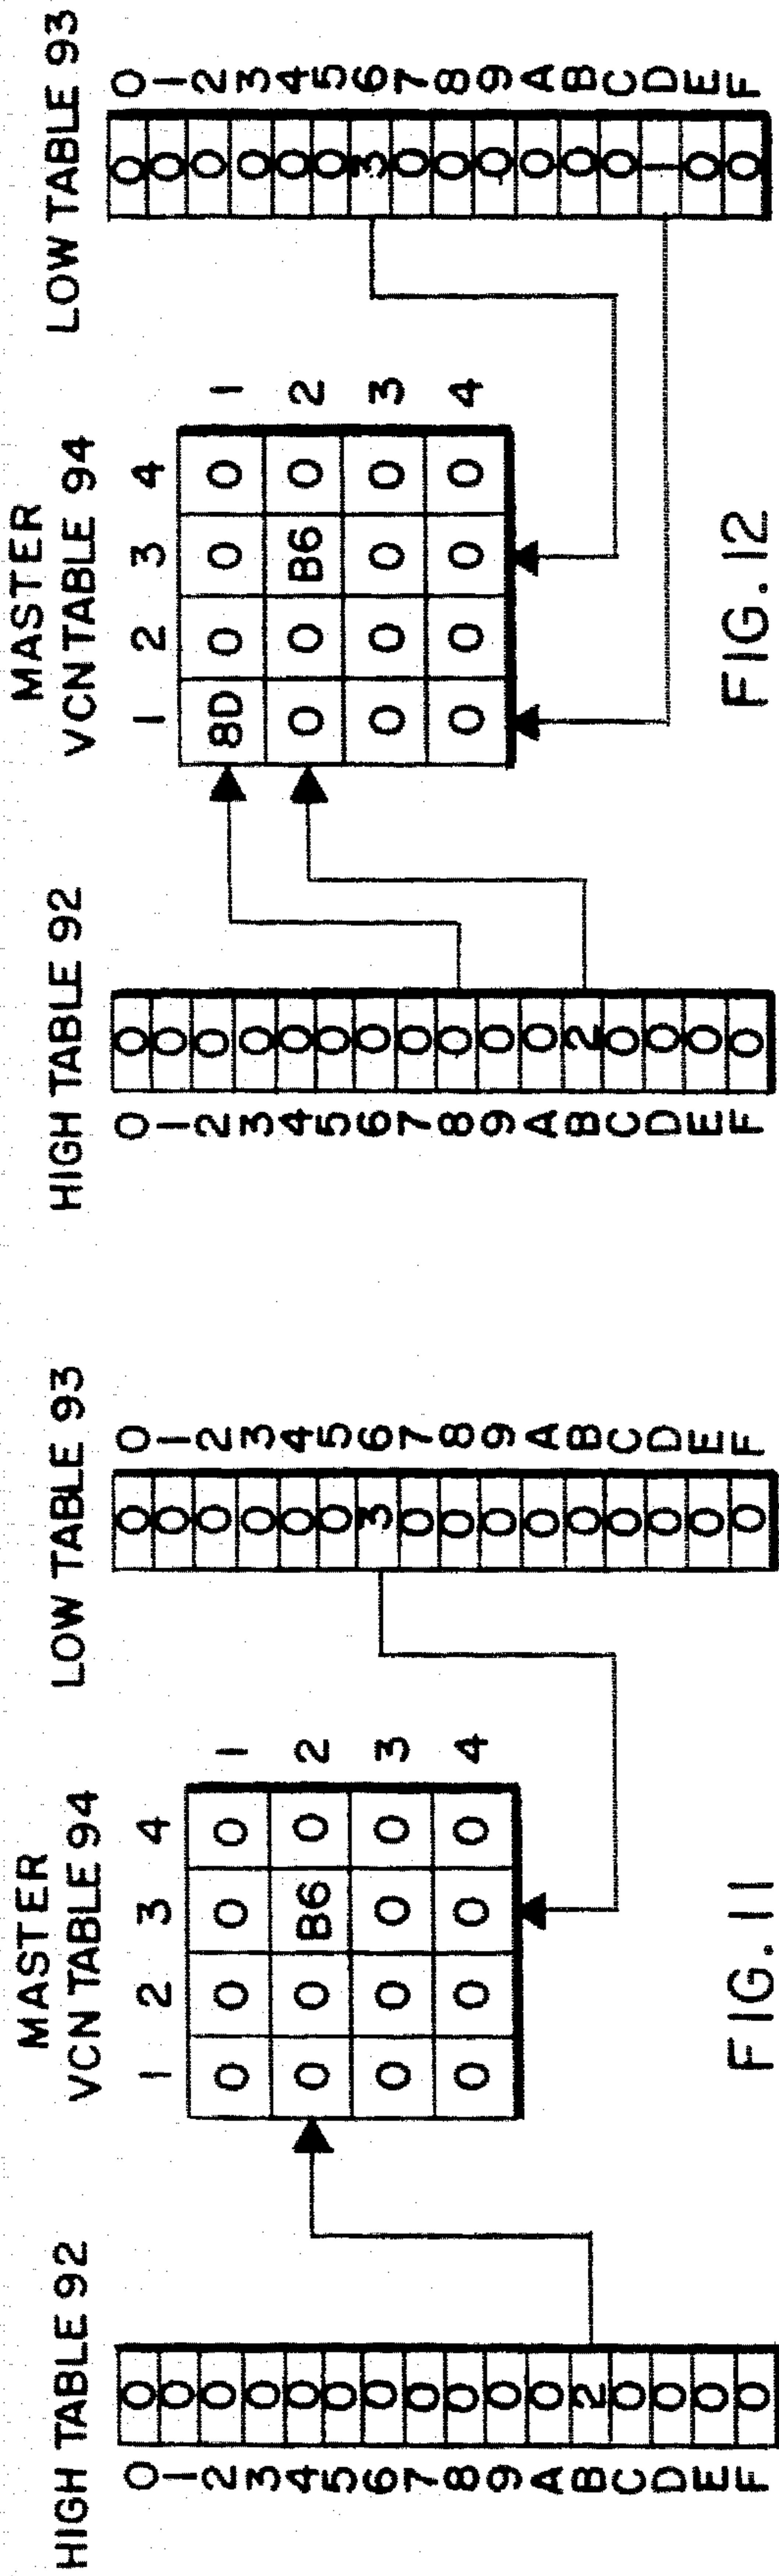 HIGH TABLE 92
0 0
1 0
2 0
3 0
4 0
5 0
6 0
7 0
8 0
9 0
A 0
B 2
C 0
D 0
E 0
F 0
MASTER
VCN TABLE 94
1 2 3 4
0 0 0 0 1
0 0 B6 0 2
0 0 0 0 3
0 0 0 0 4
LOW TABLE 93
0 0
0 1
0 2
0 3
0 4
0 5
3 6
0 7
0 8
0 9
0 A
0 B
0 C
0 D
0 E
0 F
FIG. 11
HIGH TABLE 92
0 0
1 0
2 0
3 0
4 0
5 0
6 0
7 0
8 0
9 0
A 0
B 2
C 0
D 0
E 0
F 0
MASTER
VCN TABLE 94
1 2 3 4
8D 0 0 0 1
0 0 B6 0 2
0 0 0 0 3
0 0 0 0 4
LOW TABLE 93
0 0
0 1
0 2
0 3
0 4
0 5
3 6
0 7
0 8
0 9
0 A
0 B
0 C
1 D
0 E
0 F
FIG. 12